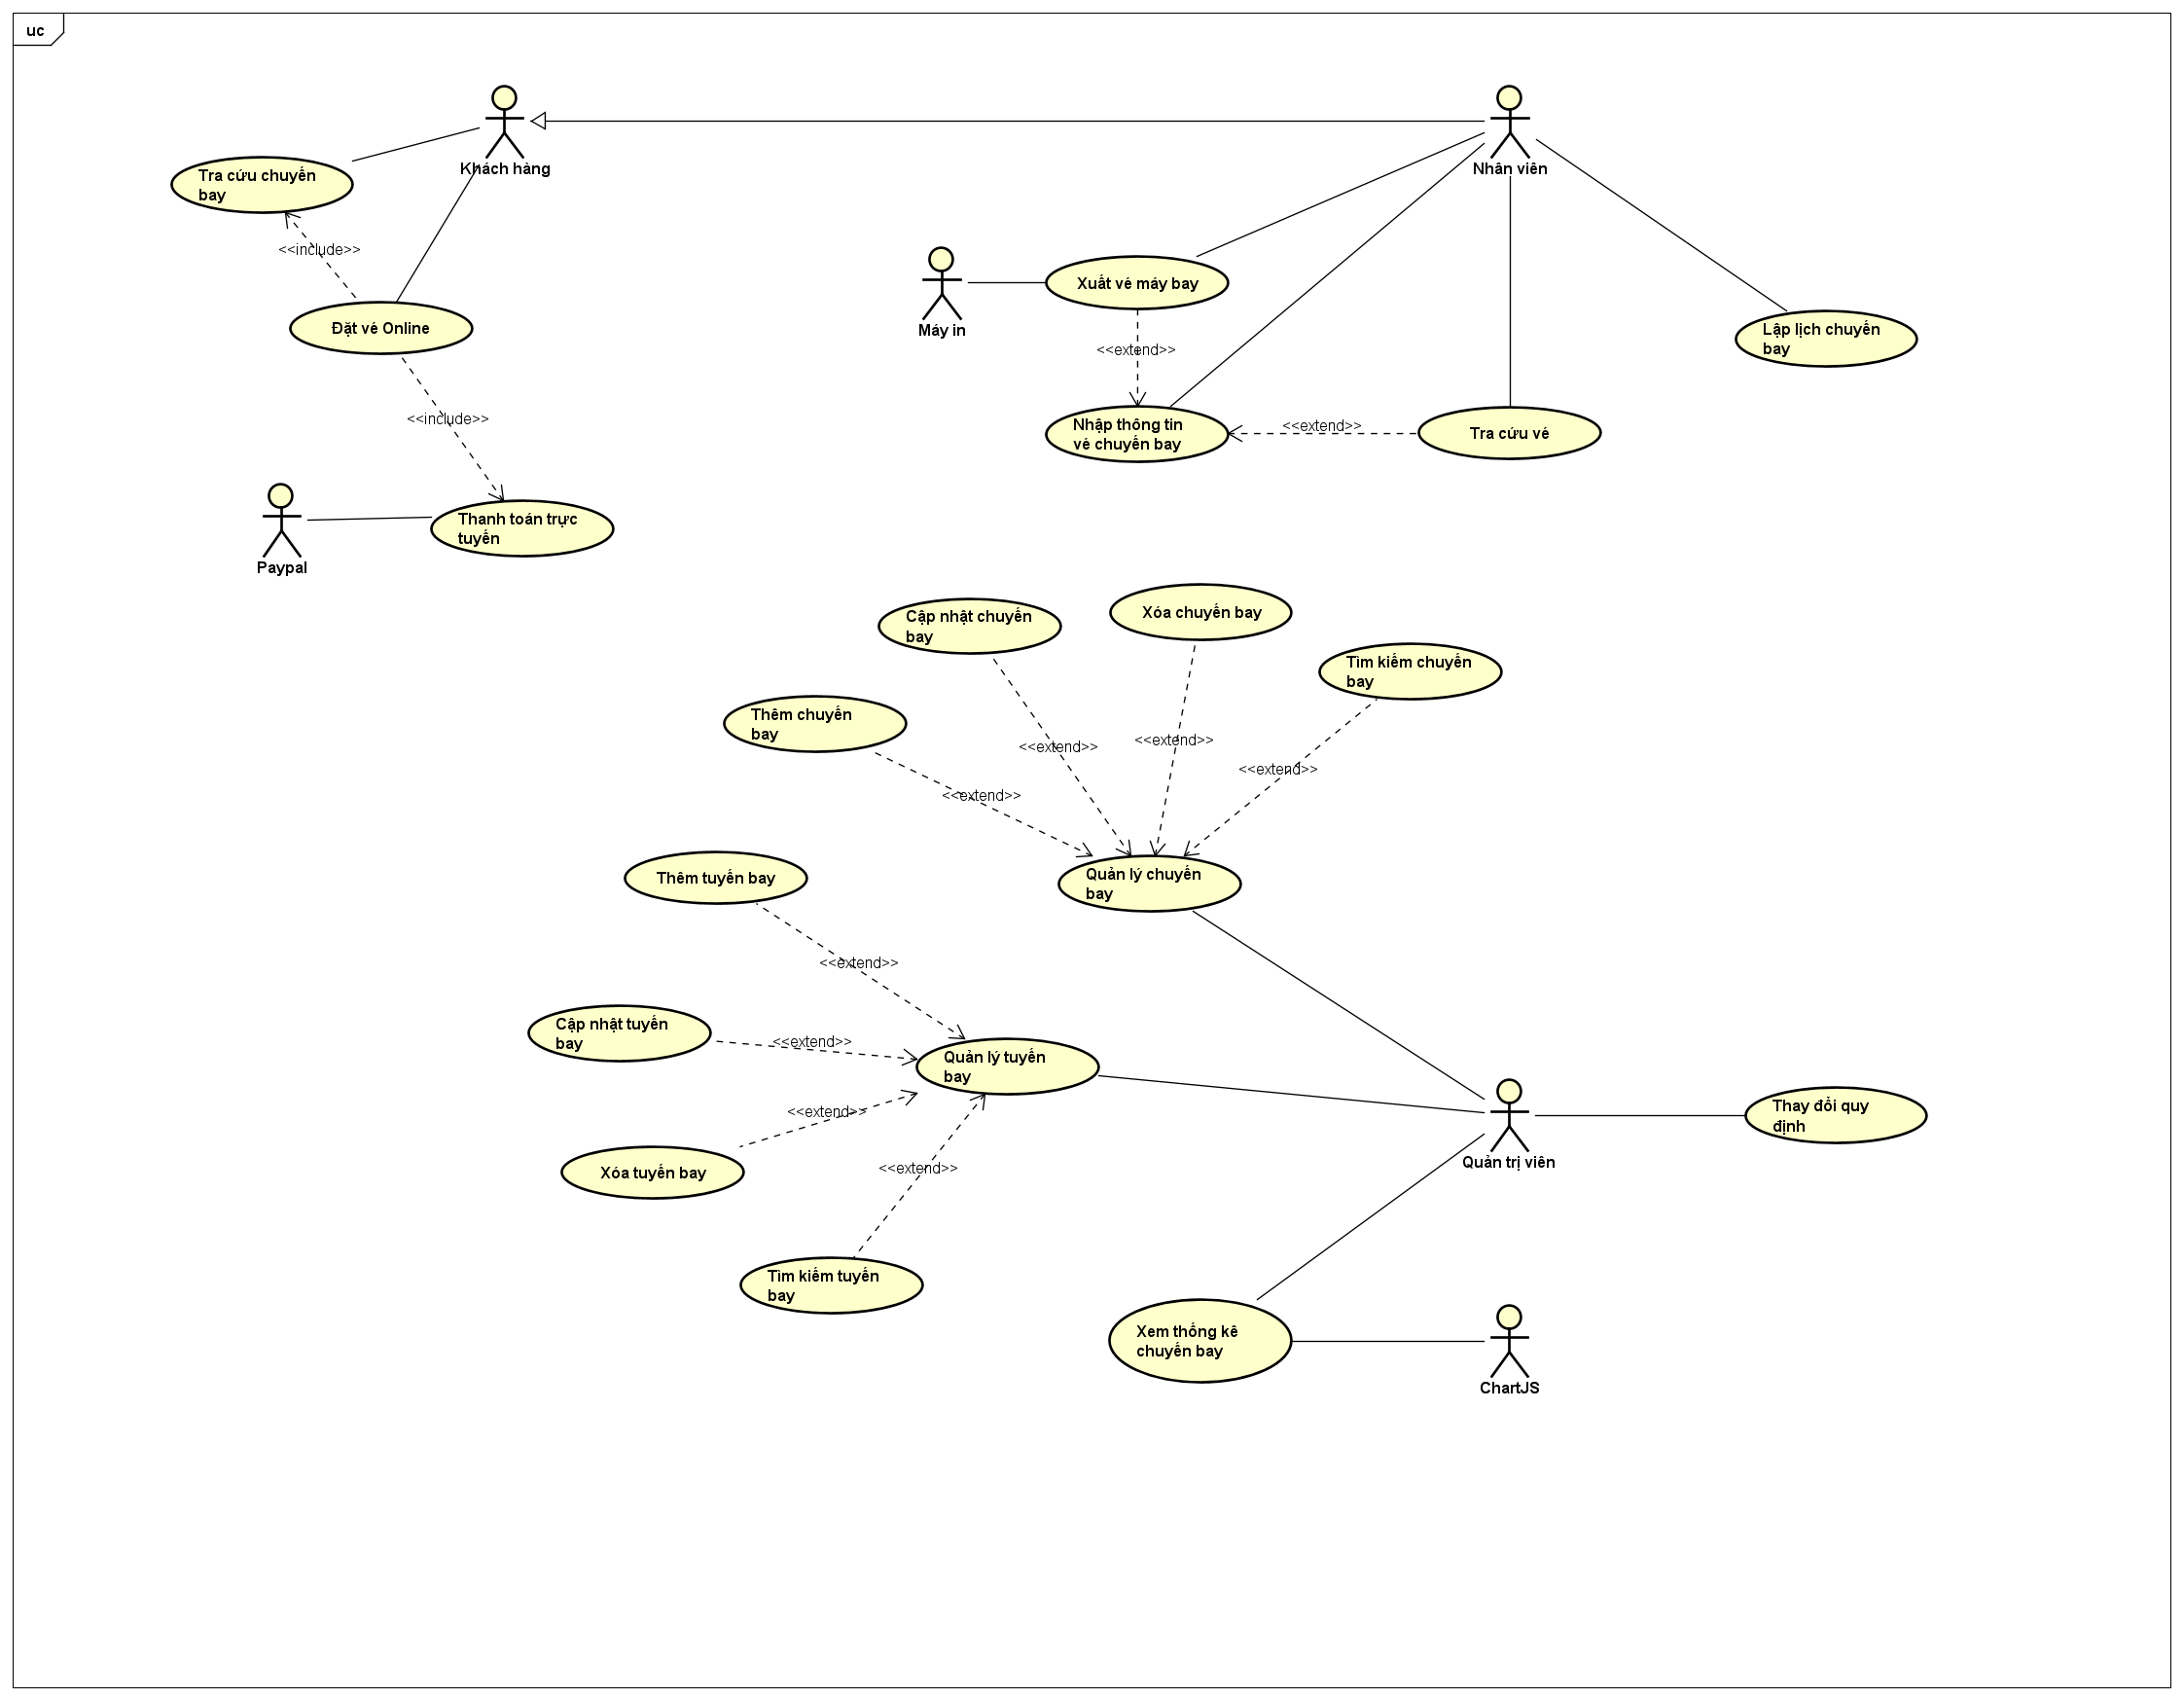 uc
Khách hàng
Nhân viên
Tra cứu chuyến
bay
<<include>>
Xuất vé máy bay
Máy in
Đặt vé Online
Lập lịch chuyến
bay
<<extend>>
<<include>>
Nhập thông tin
vé chuyến bay
<<extend>>
Tra cứu vé
Thanh toán trực
tuyến
Paypal
Cập nhật chuyến
bay
Xóa chuyến bay
Tìm kiếm chuyến
bay
Thêm chuyến
bay
<<extend>>
<<extend>>
<<extend>>
<<extend>>
Quản lý chuyến
bay
Thêm tuyến bay
<<extend>>
Cập nhật tuyến
bay
<<extend>>
Quản lý tuyến
bay
<<extend>>
Xóa tuyến bay
<<extend>>
Quản trị viên
Thay đổi quy
định
Tìm kiếm tuyến
bay
Xem thống kê
chuyến bay
ChartJS